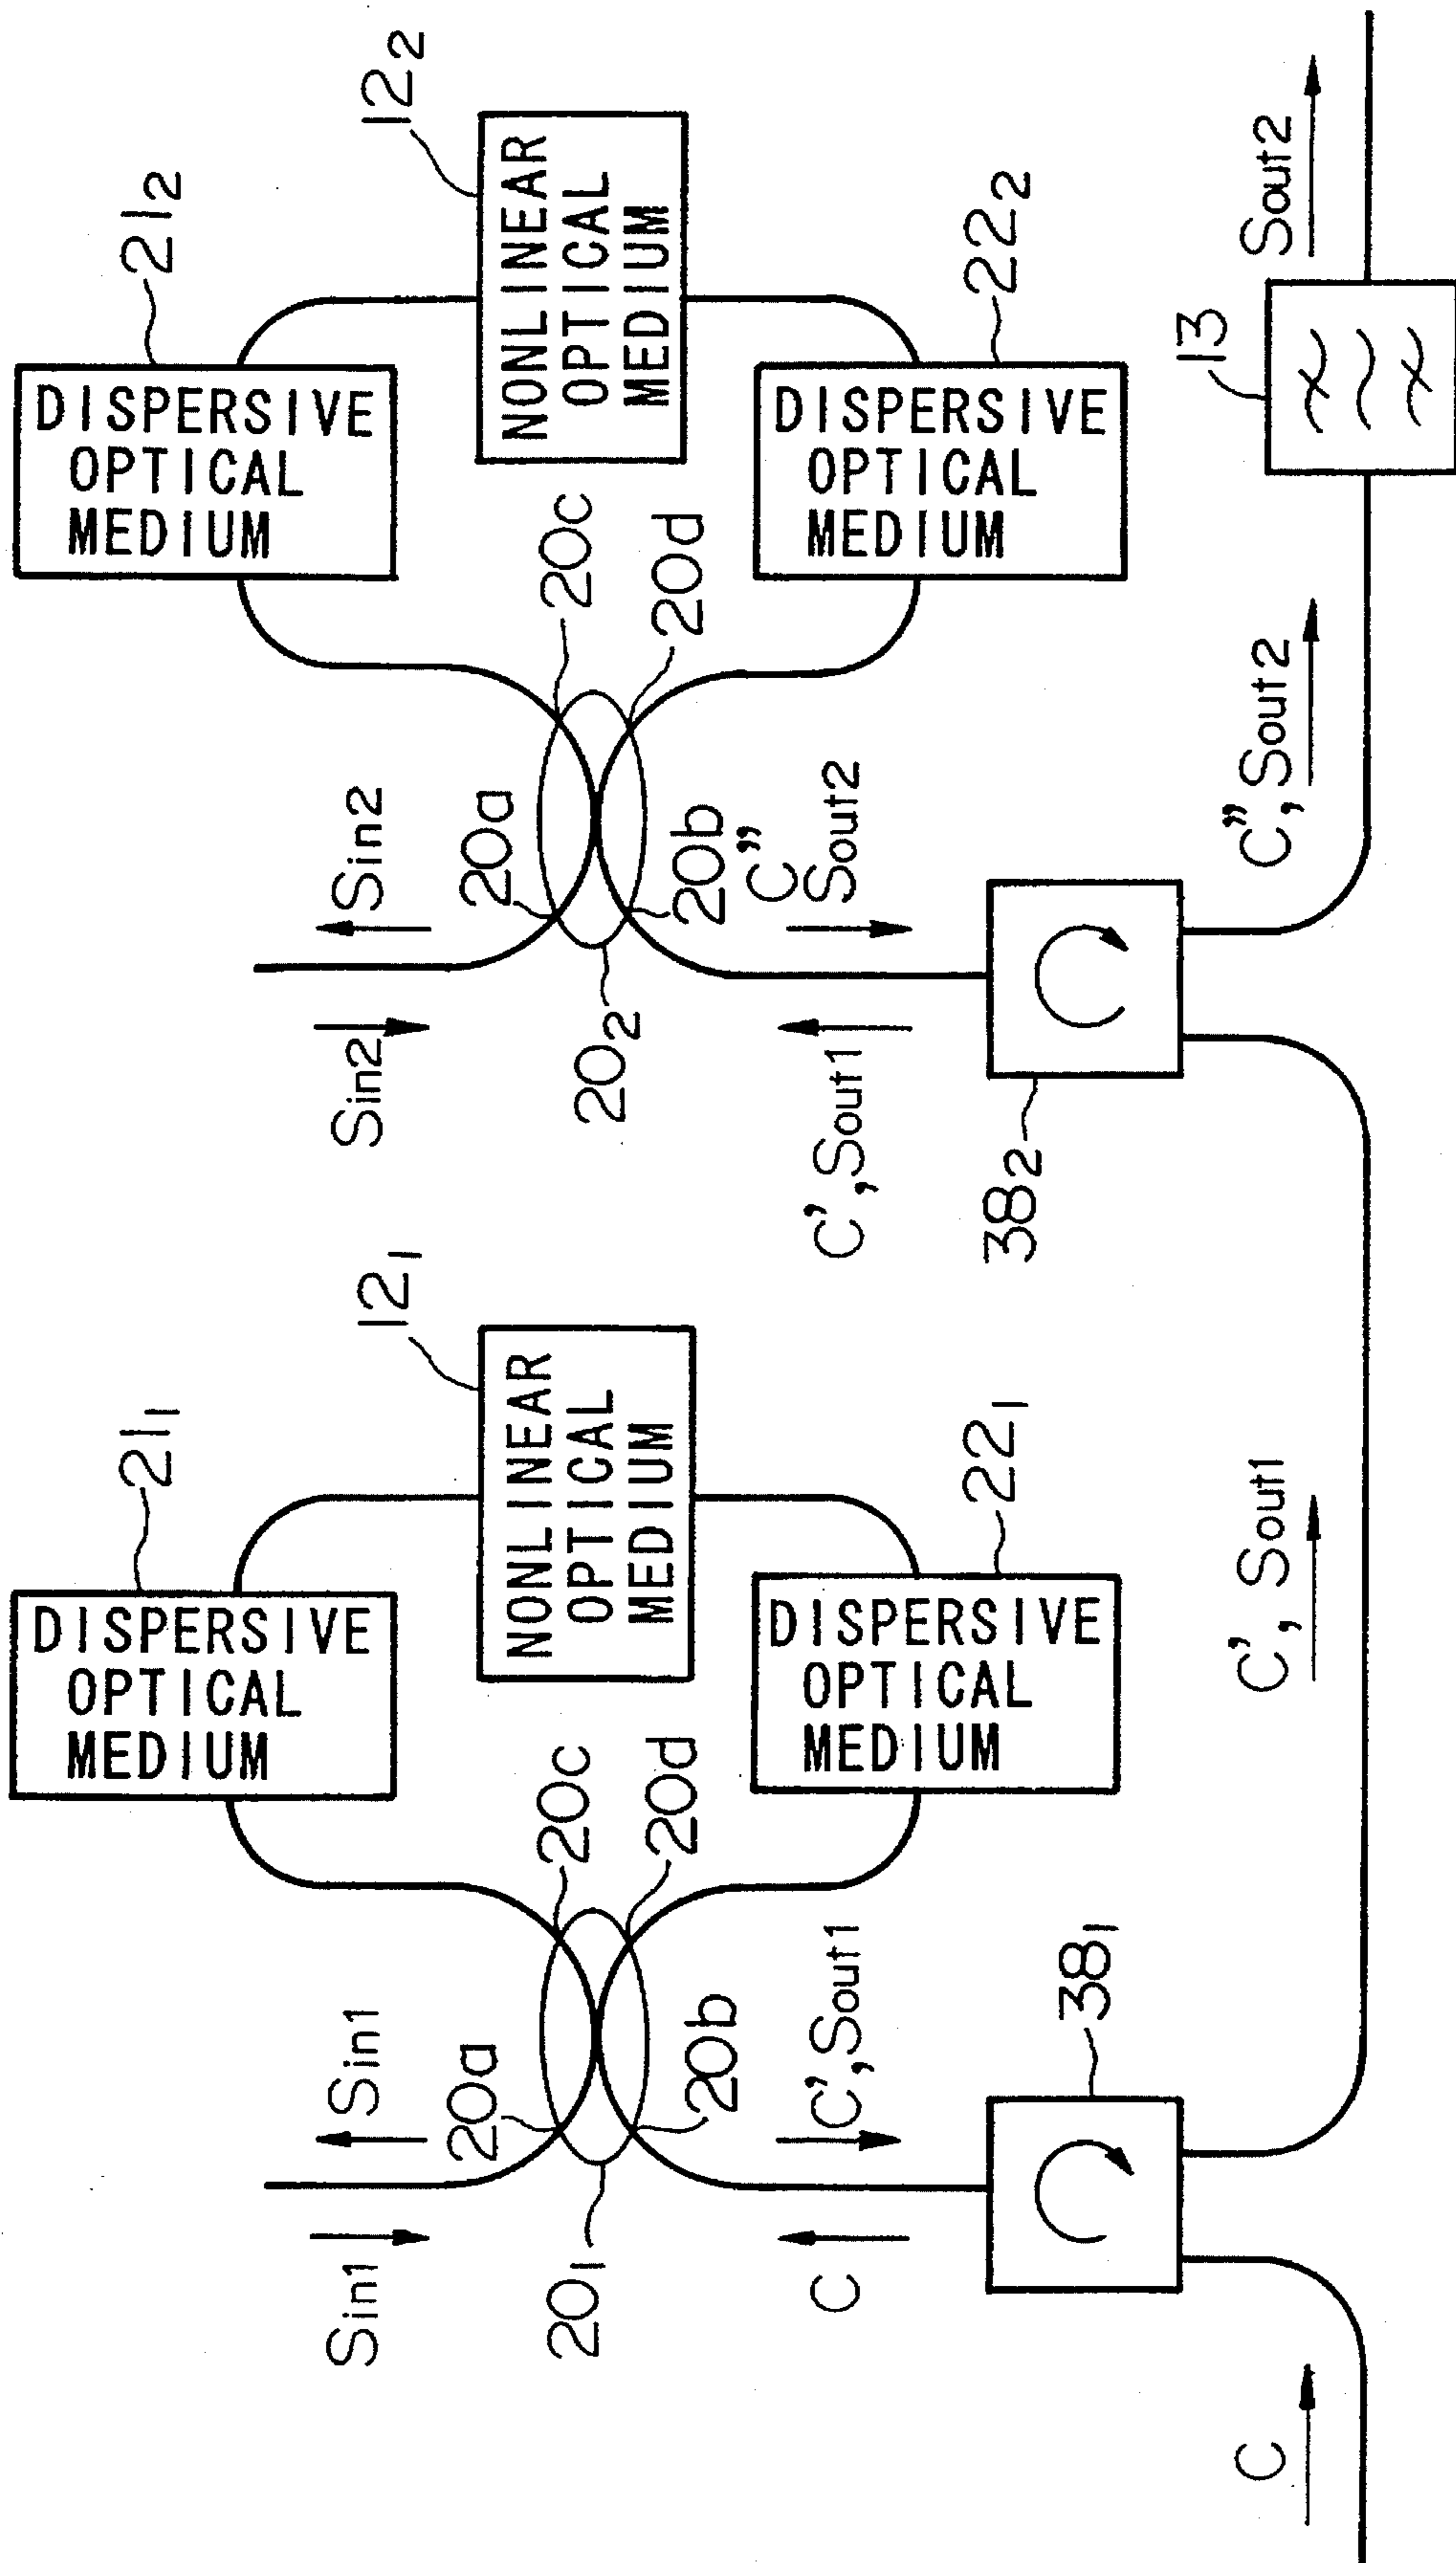 21₁
DISPERSIVE
OPTICAL
MEDIUM
12₁
NONLINEAR
OPTICAL
MEDIUM
22₁
DISPERSIVE
OPTICAL
MEDIUM
Sin1
Sin1
20a
20c
20b
20d
20₁
C
C', Sout1
38₁
C
C', Sout1
21₂
DISPERSIVE
OPTICAL
MEDIUM
12₂
NONLINEAR
OPTICAL
MEDIUM
22₂
DISPERSIVE
OPTICAL
MEDIUM
Sin2
Sin2
20a
20c
20b
20d
20₂
C', Sout1
C"
Sout2
38₂
C", Sout2
13
Sout2